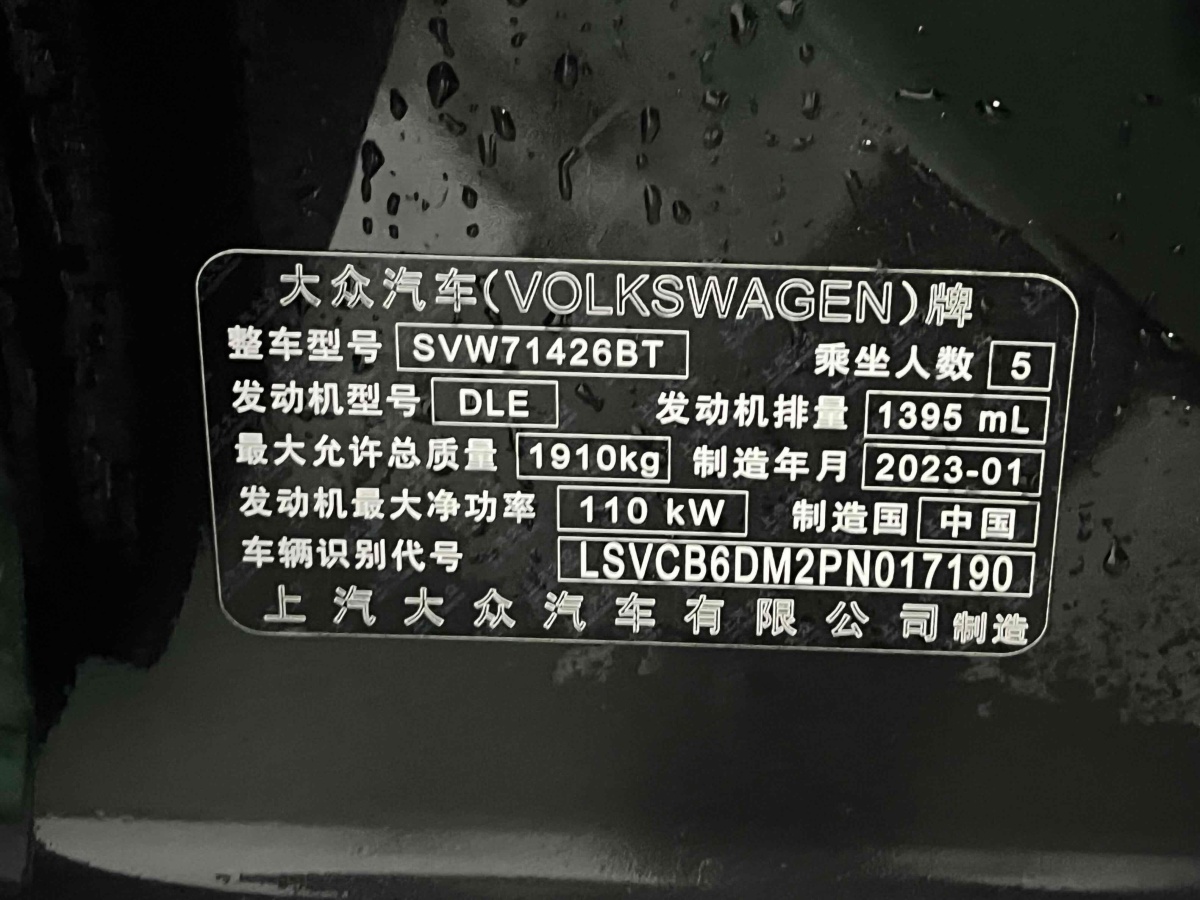 大众汽车(VOLKSWAGEN)牌
整车型号 SVW71426BT 乘坐人数 5
发动机型号 DLE 发动机排量 1395 mL
最大允许总质量 1910kg 制造年月 2023-01
发动机最大净功率 110 kW 制造国 中国
车辆识别代号 LSVCB6DM2PN017190
上汽大众汽车有限公司制造